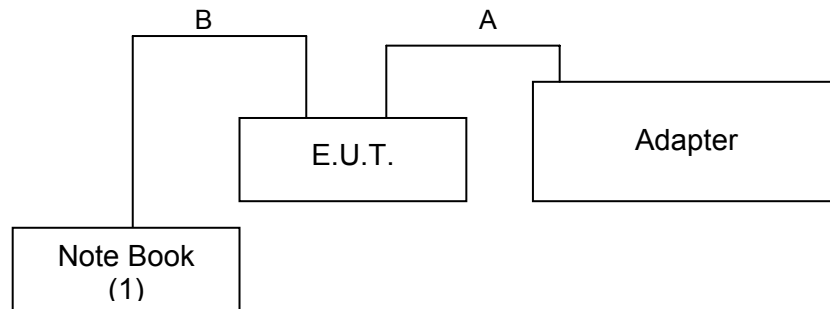 B
A
E.U.T.
Adapter
Note Book
(1)